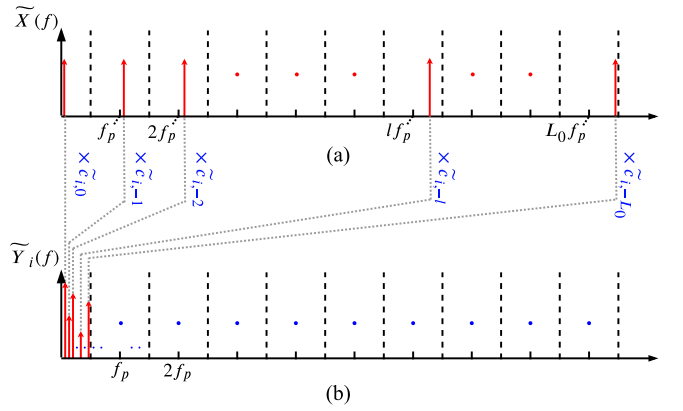 X̃(f)
f_p 2f_p lf_p L_0f_p
(a)
× c̃_{i,0} × c̃_{i,-1} × c̃_{i,-2} × c̃_{i,-l} × c̃_{i,-L_0}
Ỹ_i(f)
f_p 2f_p
(b)